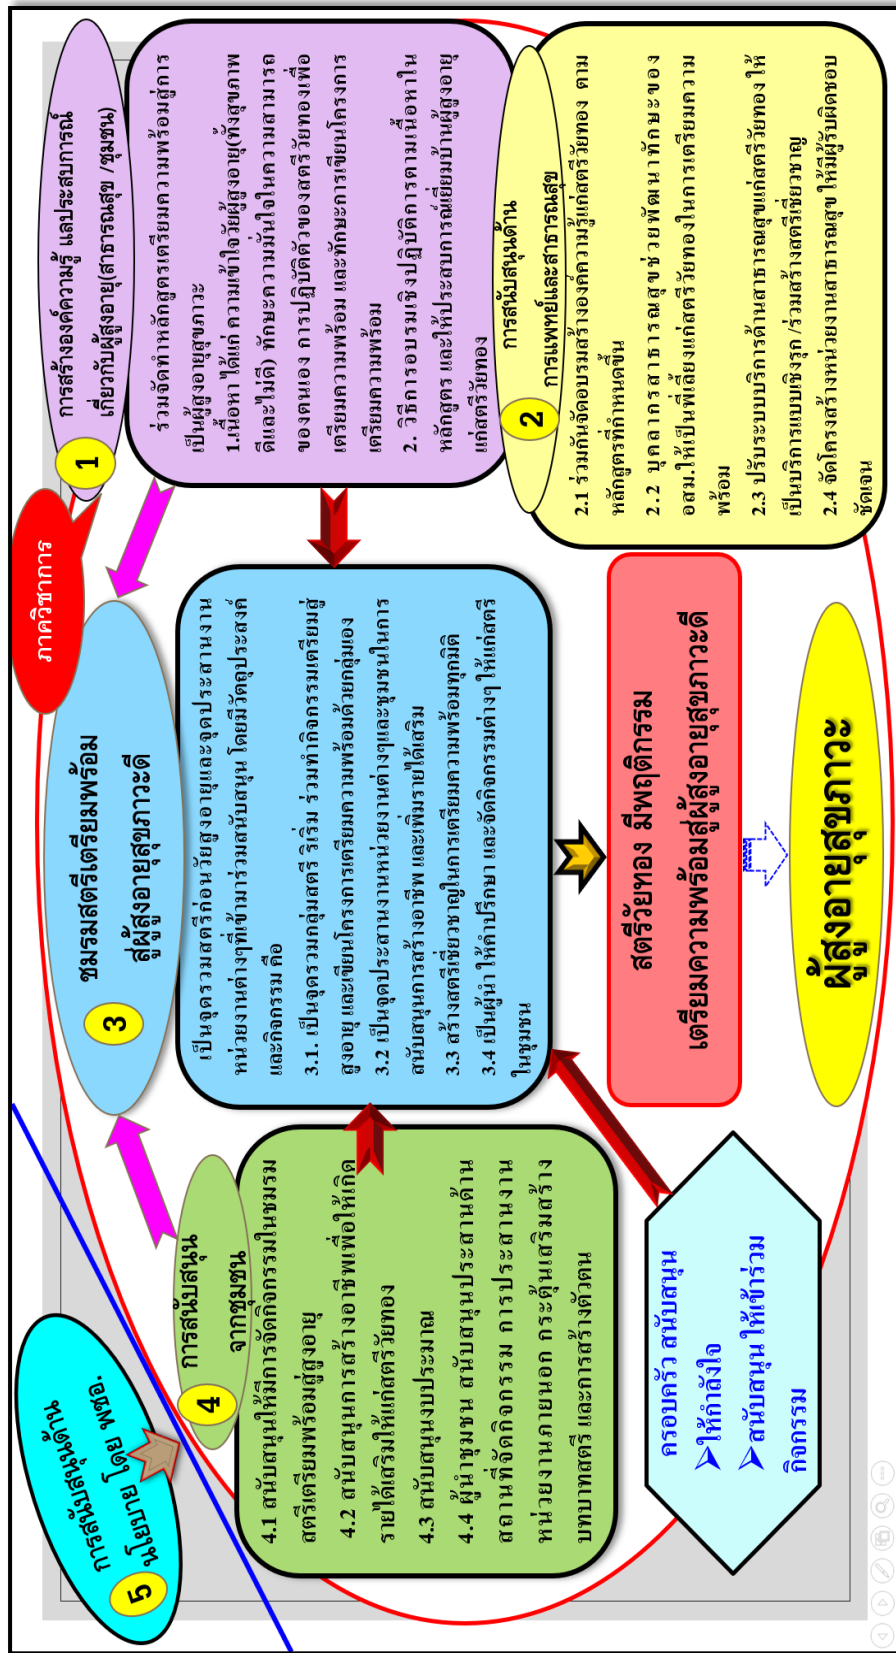 ภาควิชาการ
1
การสร้างองค์ความรู้ และประสบการณ์
เกี่ยวกับผู้สูงอายุ(สาธารณสุข /ชุมชน)
ร่วมจัดทำหลักสูตรเตรียมความพร้อมสู่การ
เป็นผู้สูงอายุสุขภาวะ
1.เนื้อหา ได้แก่ ความเข้าใจวัยผู้สูงอายุ(ทั้งสุขภาพ
ดีและไม่ดี) ทักษะความมั่นใจในความสามารถ
ของตนเอง การปฏิบัติตัวของสตรีวัยทองเพื่อ
เตรียมความพร้อม และทักษะการเขียนโครงการ
เตรียมความพร้อม
2. วิธีการอบรมเชิงปฏิบัติการตามเนื้อหาใน
หลักสูตร และให้ประสบการณ์เยี่ยมบ้านผู้สูงอายุ
แก่สตรีวัยทอง
2
การสนับสนุนด้าน
การแพทย์และสาธารณสุข
2.1 ร่วมกันจัดอบรมสร้างองค์ความรู้แก่สตรีวัยทอง ตาม
หลักสูตรที่กำหนดขึ้น
2.2 บุคลากรสาธารณสุขช่วยพัฒนาทักษะของ
อสม.ให้เป็นพี่เลี้ยงแก่สตรีวัยทองในการเตรียมความ
พร้อม
2.3 ปรับระบบบริการด้านสาธารณสุขแก่สตรีวัยทอง ให้
เป็นบริการแบบเชิงรุก /ร่วมสร้างสตรีเชี่ยวชาญ
2.4 จัดโครงสร้างหน่วยงานสาธารณสุข ให้มีผู้รับผิดชอบ
ชัดเจน
3
ชมรมสตรีเตรียมพร้อม
สู่ผู้สูงอายุสุขภาวะดี
เป็นจุดรวมสตรีก่อนวัยสูงอายุและจุดประสานงาน
หน่วยงานต่างๆที่เข้ามาร่วมสนับสนุน โดยมีวัตถุประสงค์
และกิจกรรม คือ
3.1. เป็นจุดรวมกลุ่มสตรี ริเริ่ม ร่วมทำกิจกรรมเตรียมสู่
สูงอายุ และเขียนโครงการเตรียมความพร้อมด้วยกลุ่มเอง
3.2 เป็นจุดประสานงานหน่วยงานต่างๆและชุมชนในการ
สนับสนุนการสร้างอาชีพ และเพิ่มรายได้เสริม
3.3 สร้างสตรีเชี่ยวชาญในการเตรียมความพร้อมทุกมิติ
3.4 เป็นผู้นำ ให้คำปรึกษา และจัดกิจกรรมต่างๆ ให้แก่สตรี
ในชุมชน
สตรีวัยทอง มีพฤติกรรม
เตรียมความพร้อมสู่ผู้สูงอายุสุขภาวะดี
ผู้สูงอายุสุขภาวะ
4
การสนับสนุน
จากชุมชน
4.1 สนับสนุนให้มีการจัดกิจกรรมในชมรม
สตรีเตรียมพร้อมสู่สูงอายุ
4.2 สนับสนุนการสร้างอาชีพเพื่อให้เกิด
รายได้เสริมให้แก่สตรีวัยทอง
4.3 สนับสนุนงบประมาณ
4.4 ผู้นำชุมชน สนับสนุนประสานด้าน
สถานที่จัดกิจกรรม การประสานงาน
หน่วยงานภายนอก กระตุ้นเสริมสร้าง
บทบาทสตรี และการสร้างตัวตน
5
การสนับสนุนด้าน
นโยบาย โดย พชอ.
ครอบครัว สนับสนุน
➢ให้กำลังใจ
➢สนับสนุน ให้เข้าร่วม
กิจกรรม